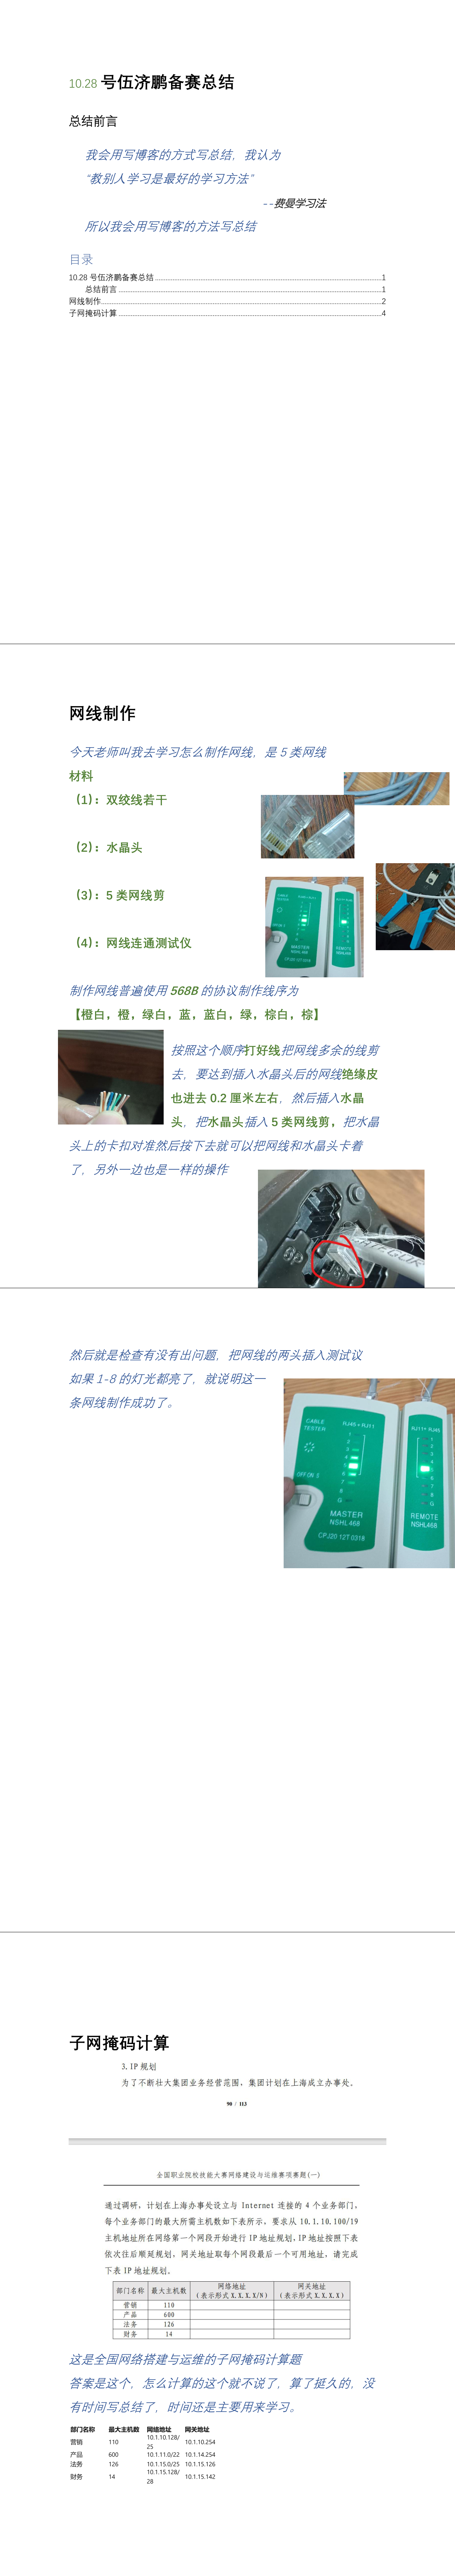 10.28 号伍济鹏备赛总结
总结前言
我会用写博客的方式写总结，我认为
“教别人学习是最好的学习方法”
--费曼学习法
所以我会用写博客的方法写总结
目录
10.28 号伍济鹏备赛总结 1
总结前言 1
网线制作 2
子网掩码计算 4
网线制作
今天老师叫我去学习怎么制作网线，是 5 类网线
材料
（1）：双绞线若干
（2）：水晶头
（3）：5 类网线剪
（4）：网线连通测试仪
制作网线普遍使用 568B 的协议制作线序为
【橙白，橙，绿白，蓝，蓝白，绿，棕白，棕】
按照这个顺序打好线把网线多余的线剪
去，要达到插入水晶头后的网线绝缘皮
也进去 0.2 厘米左右，然后插入水晶
头，把水晶头插入 5 类网线剪，把水晶
头上的卡扣对准然后按下去就可以把网线和水晶头卡着
了，另外一边也是一样的操作
然后就是检查有没有出问题，把网线的两头插入测试议
如果 1-8 的灯光都亮了，就说明这一
条网线制作成功了。
CABLE
TESTER
RJ45 + RJ11
1
2
3
4
5
6
7
8
G
OFF ON S
MASTER
NSHL468
CPJ20 12T 0318
RJ11+ RJ45
REMOTE
NSHL468
子网掩码计算
3. IP 规划
为了不断壮大集团业务经营范围，集团计划在上海成立办事处。
90 / 113
全国职业院校技能大赛网络建设与运维赛项赛题(一)
通过调研，计划在上海办事处设立与 Internet 连接的 4 个业务部门，
每个业务部门的最大所需主机数如下表所示，要求从 10.1.10.100/19
主机地址所在网络第一个网段开始进行 IP 地址规划，IP 地址按照下表
依次往后顺延规划，网关地址取每个网段最后一个可用地址，请完成
下表 IP 地址规划。
部门名称 最大主机数 网络地址（表示形式 X.X.X.X/N） 网关地址（表示形式 X.X.X.X）
营销 110
产品 600
法务 126
财务 14
这是全国网络搭建与运维的子网掩码计算题
答案是这个，怎么计算的这个就不说了，算了挺久的，没
有时间写总结了，时间还是主要用来学习。
部门名称 最大主机数 网络地址 网关地址
营销 110 10.1.10.128/25 10.1.10.254
产品 600 10.1.11.0/22 10.1.14.254
法务 126 10.1.15.0/25 10.1.15.126
财务 14 10.1.15.128/28 10.1.15.142